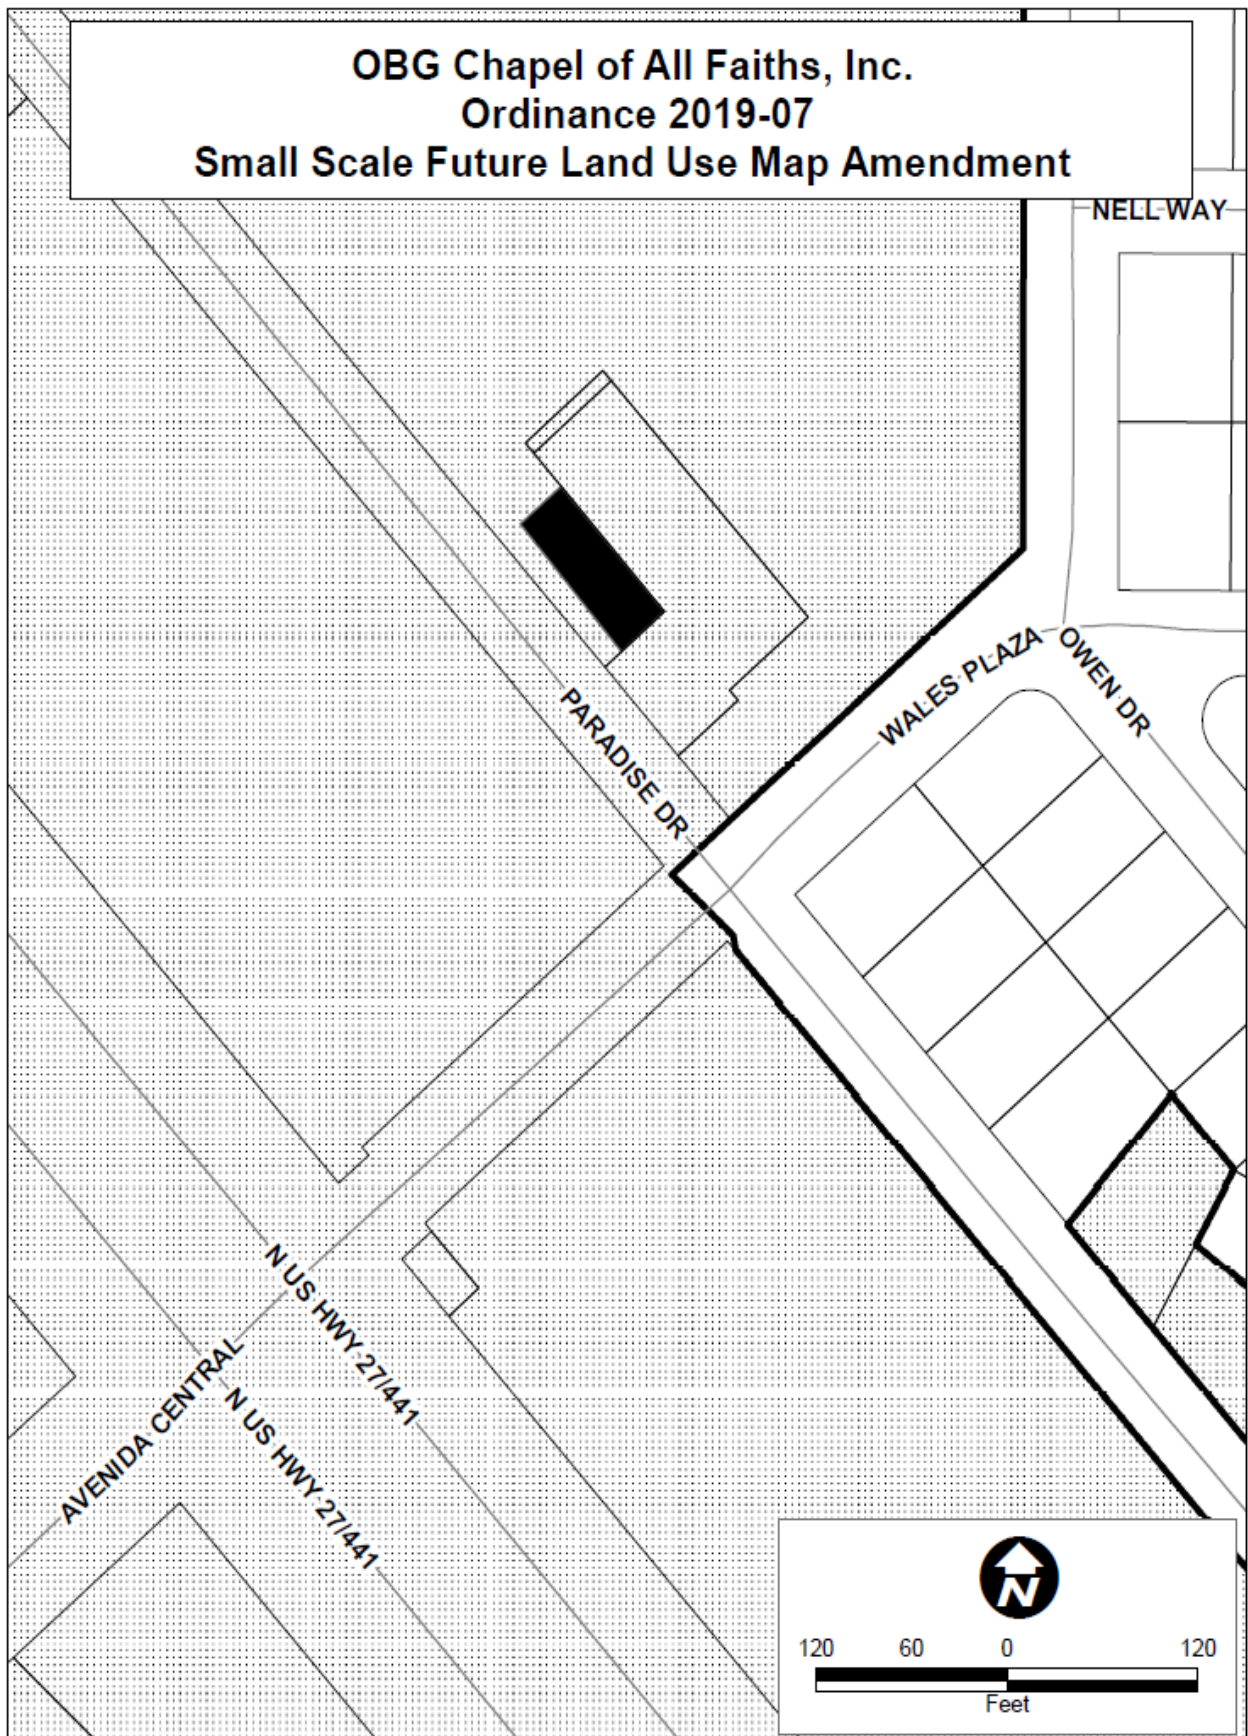 OBG Chapel of All Faiths, Inc.
Ordinance 2019-07
Small Scale Future Land Use Map Amendment
NELL WAY
WALES PLAZA
OWEN DR
PARADISE DR
N US HWY 27/441
AVENIDA CENTRAL
N US HWY 27/441
N
120 60 0 120
Feet